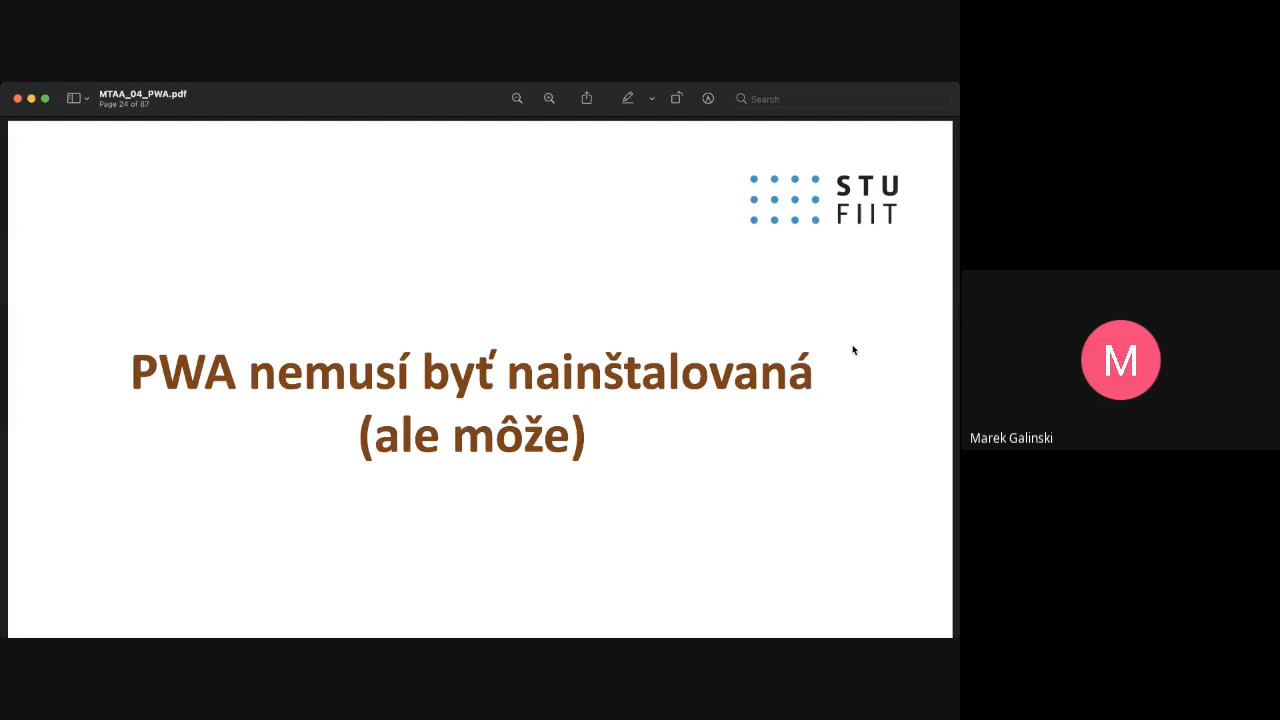 MTAA_04_PWA.pdf
Page 24 of 87
Search
STU
FIIT
PWA nemusí byť nainštalovaná
(ale môže)
M
Marek Galinski